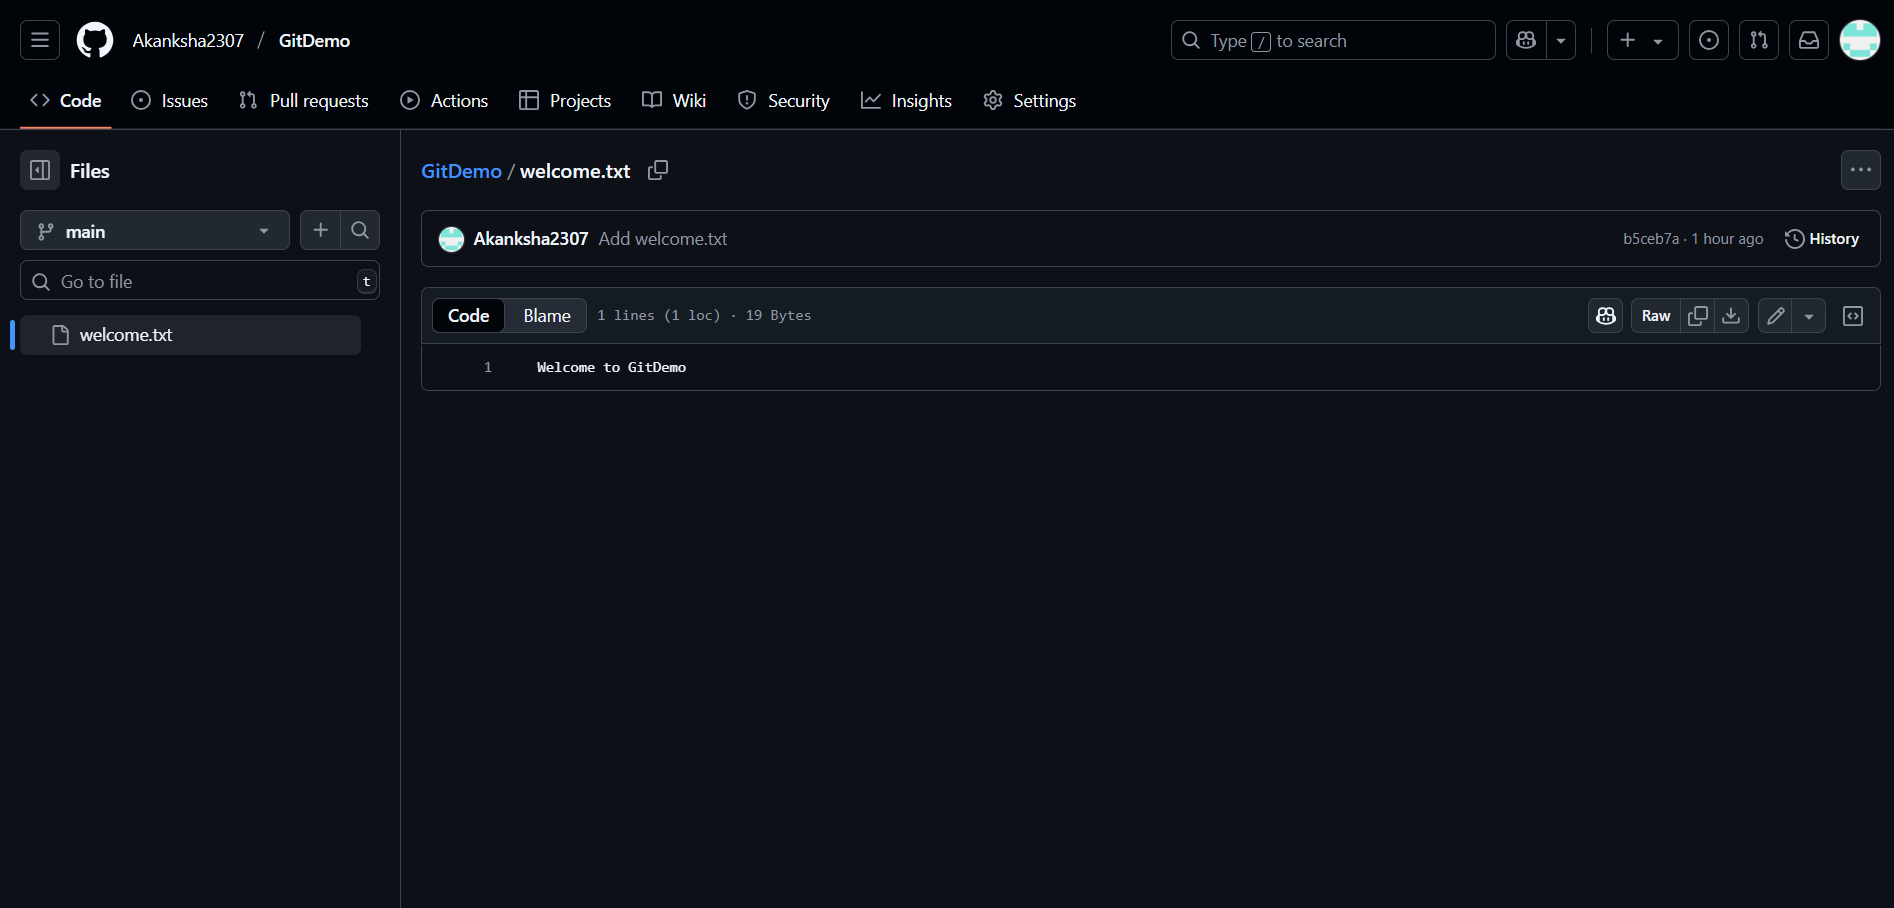 Akanksha2307 / GitDemo
Type / to search
Code Issues Pull requests Actions Projects Wiki Security Insights Settings
Files
main
Go to file t
welcome.txt
GitDemo / welcome.txt
Akanksha2307 Add welcome.txt b5ceb7a · 1 hour ago History
Code Blame 1 lines (1 loc) · 19 Bytes Raw
1 Welcome to GitDemo